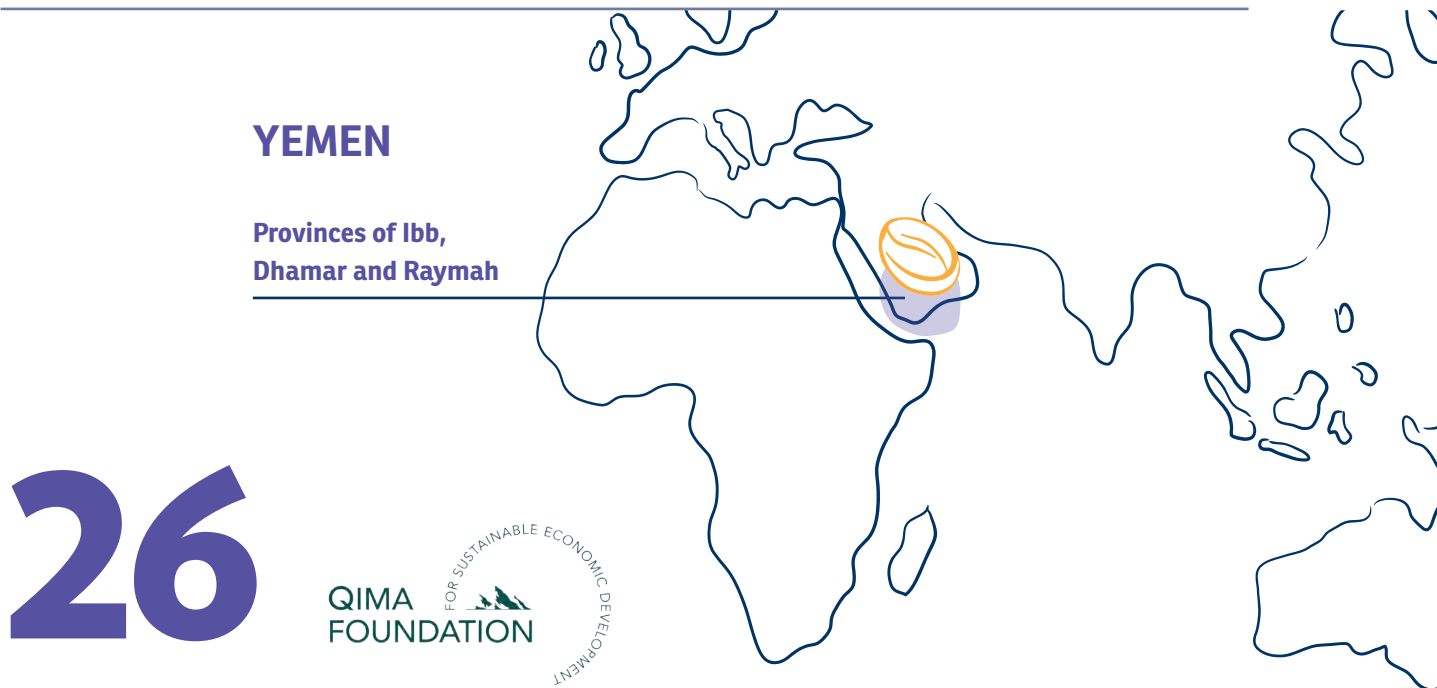 YEMEN
Provinces of Ibb,
Dhamar and Raymah
26
QIMA
FOUNDATION
FOR SUSTAINABLE ECONOMIC DEVELOPMENT